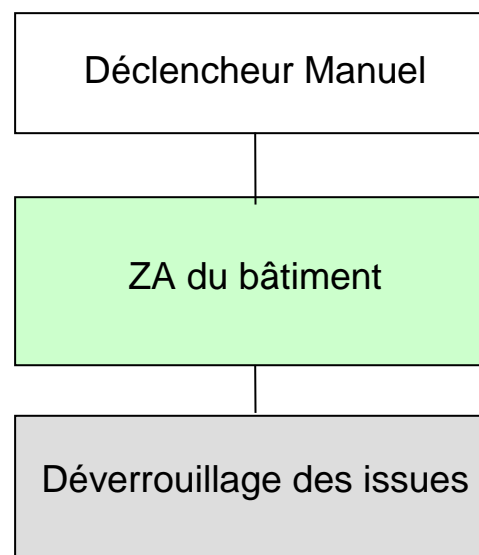 Déclencheur Manuel
ZA du bâtiment
Déverrouillage des issues